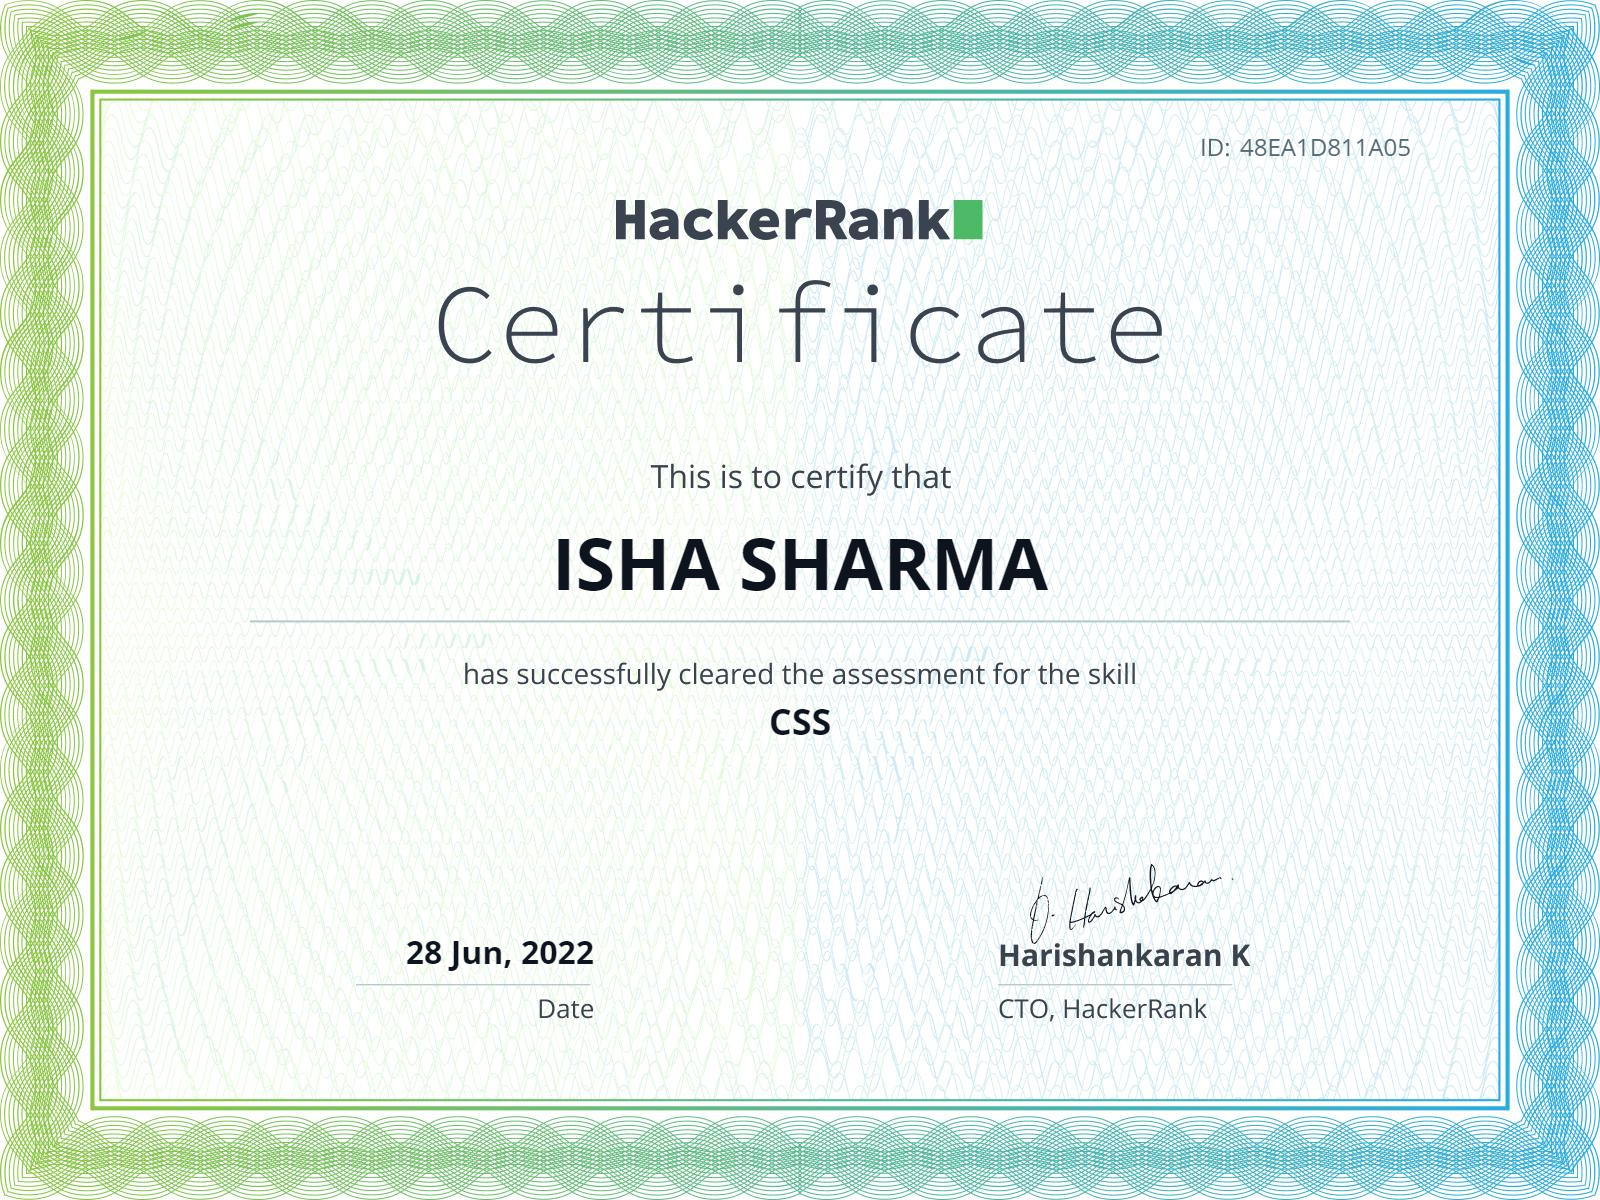 ID: 48EA1D811A05
HackerRank
Certificate
This is to certify that
ISHA SHARMA
has successfully cleared the assessment for the skill
CSS
28 Jun, 2022
Date
Harishankaran K
CTO, HackerRank